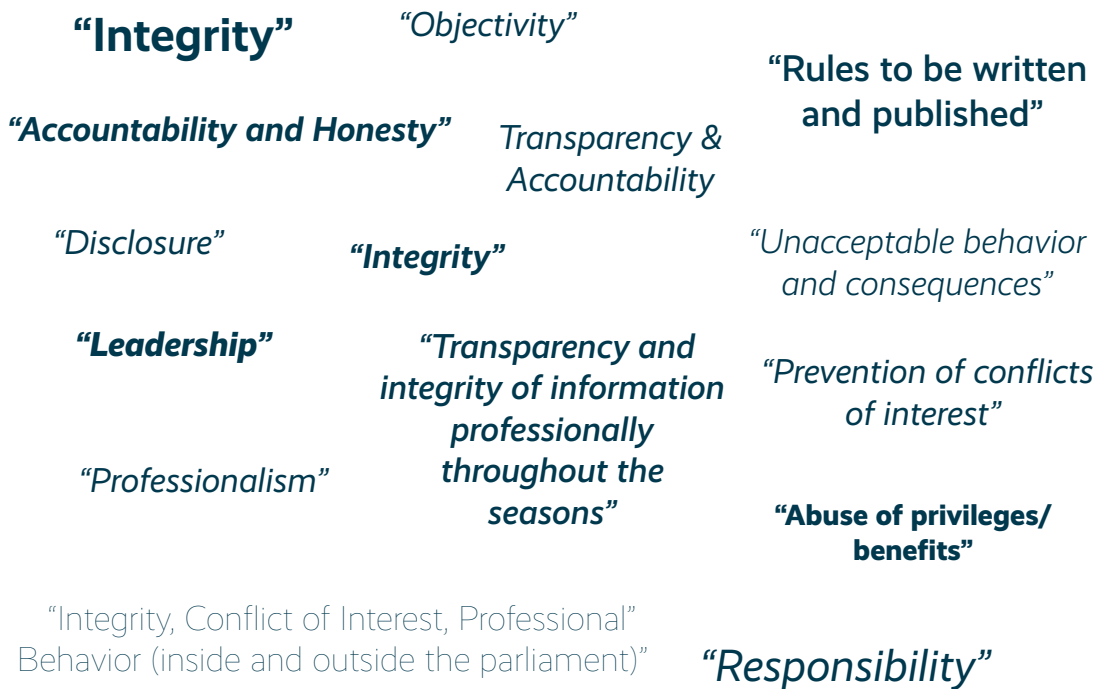 “Integrity”
“Objectivity”
“Rules to be written
and published”
“Accountability and Honesty”
Transparency &
Accountability
“Disclosure”
“Integrity”
“Unacceptable behavior
and consequences”
“Leadership”
“Transparency and
integrity of information
professionally
throughout the
seasons”
“Prevention of conflicts
of interest”
“Professionalism”
“Abuse of privileges/
benefits”
“Integrity, Conflict of Interest, Professional”
Behavior (inside and outside the parliament)”
“Responsibility”